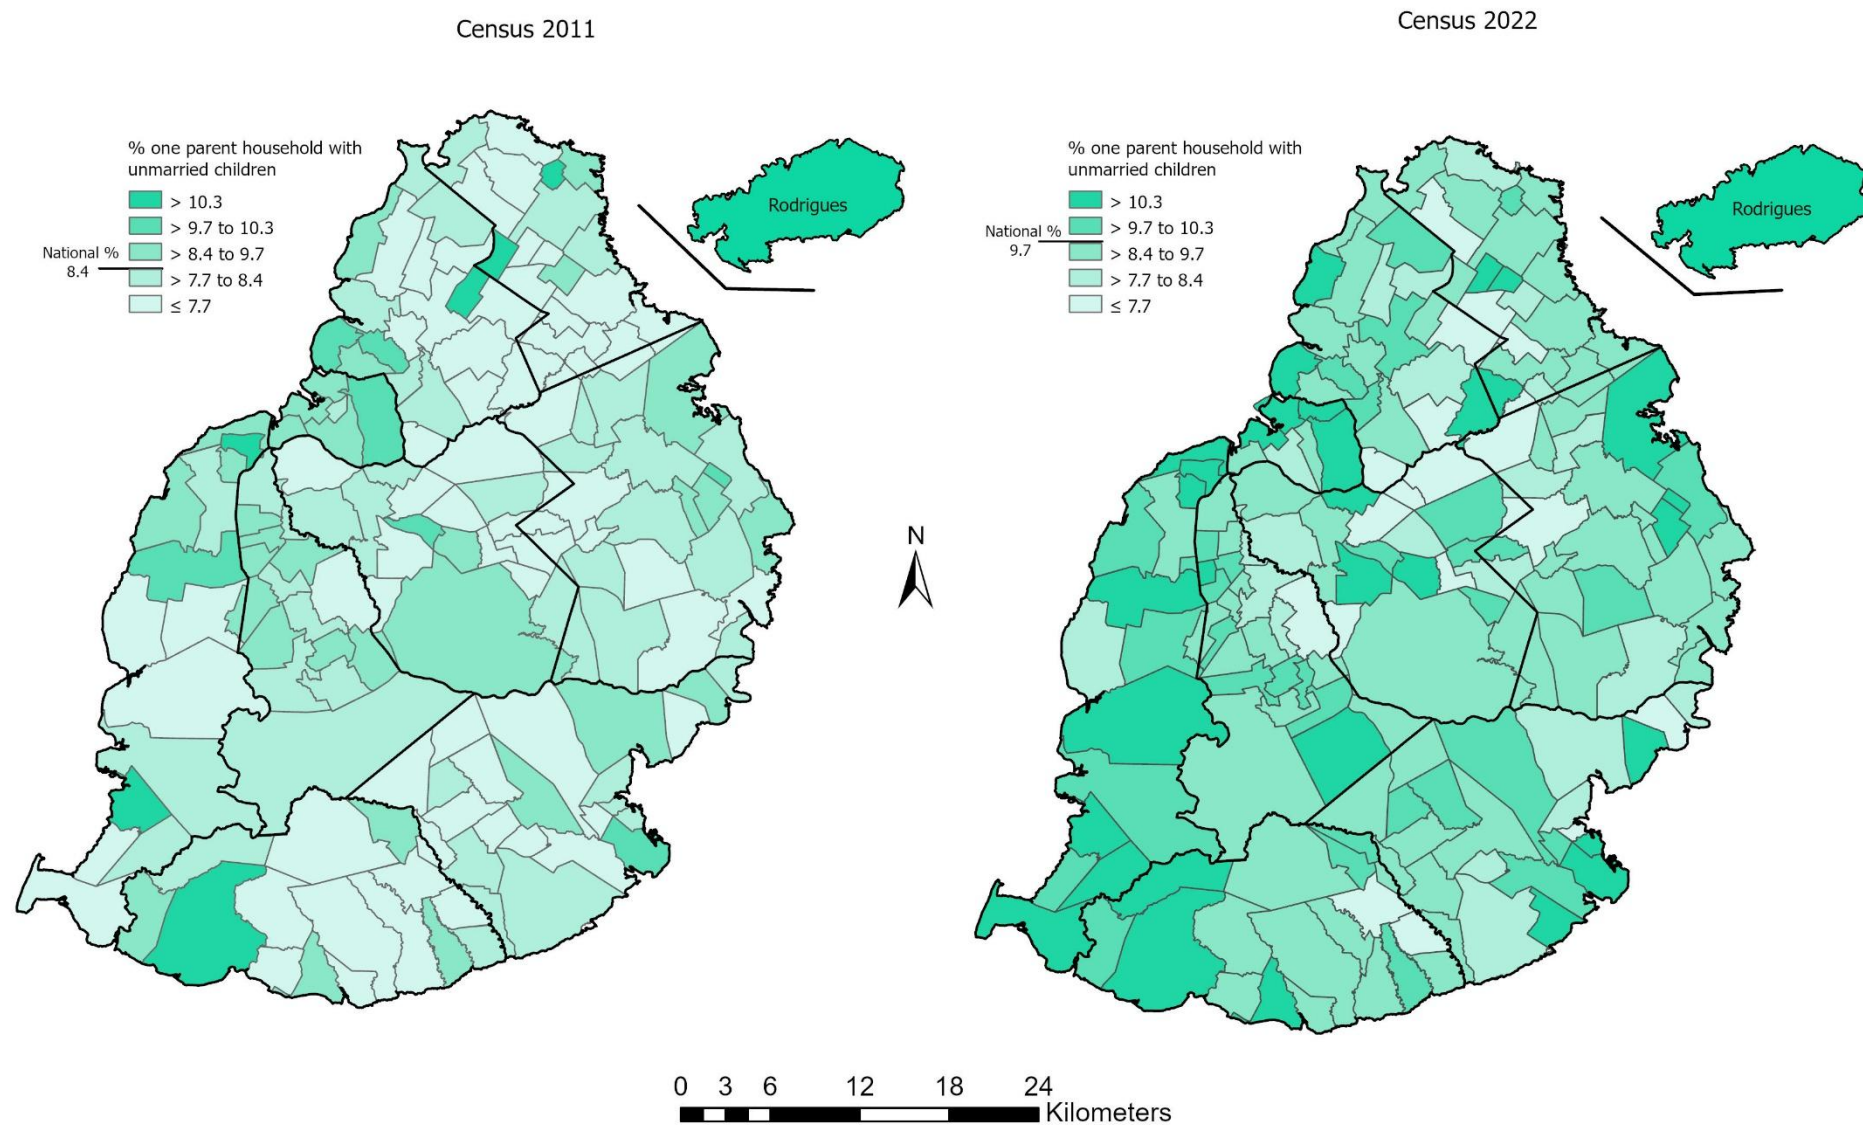 Census 2011
% one parent household with
unmarried children
> 10.3
> 9.7 to 10.3
> 8.4 to 9.7
> 7.7 to 8.4
≤ 7.7
National %
8.4
Rodrigues
Census 2022
% one parent household with
unmarried children
> 10.3
> 9.7 to 10.3
> 8.4 to 9.7
> 7.7 to 8.4
≤ 7.7
National %
9.7
Rodrigues
N
0 3 6 12 18 24
Kilometers